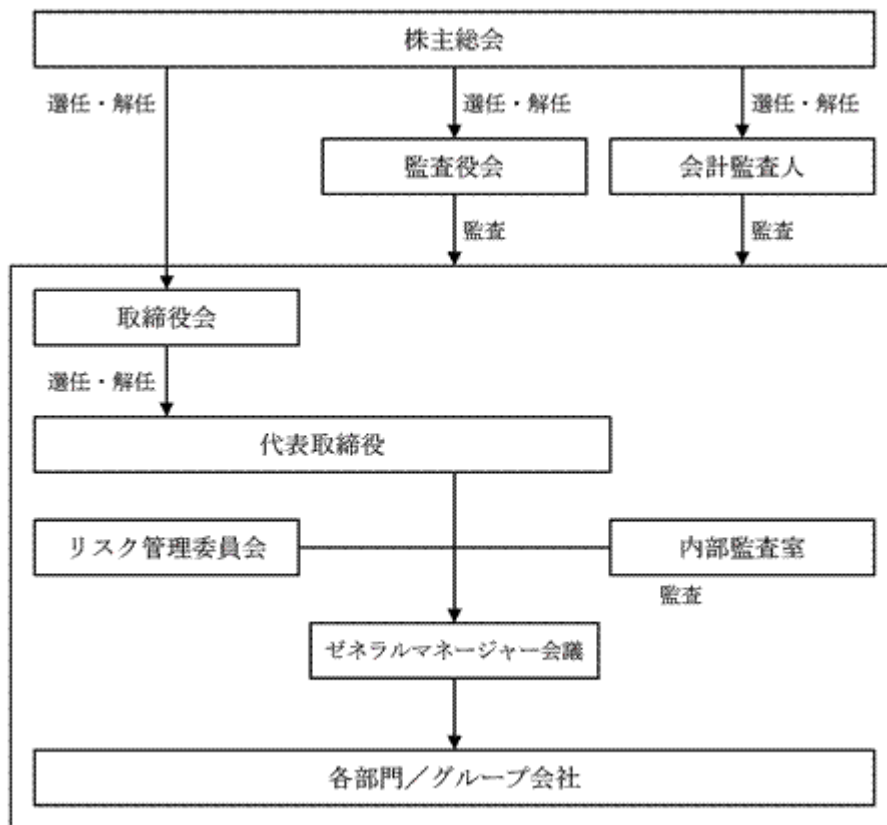 株主総会
選任・解任
選任・解任
選任・解任
監査役会
会計監査人
監査
監査
取締役会
選任・解任
代表取締役
リスク管理委員会
内部監査室
監査
ゼネラルマネージャー会議
各部門／グループ会社